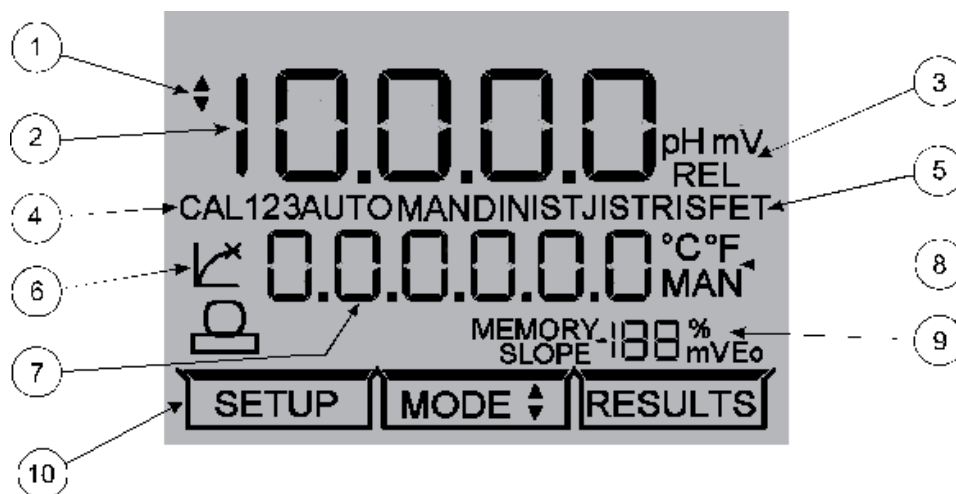 1
2
3
4
5
6
7
8
9
10
10.0.0.0
pH mV
REL
CAL123AUTOMANDINISTJISTRISFET
0.0.0.0.0.0
°C°F
MAN
MEMORY
SLOPE
-188
%
mVEo
SETUP
MODE
RESULTS